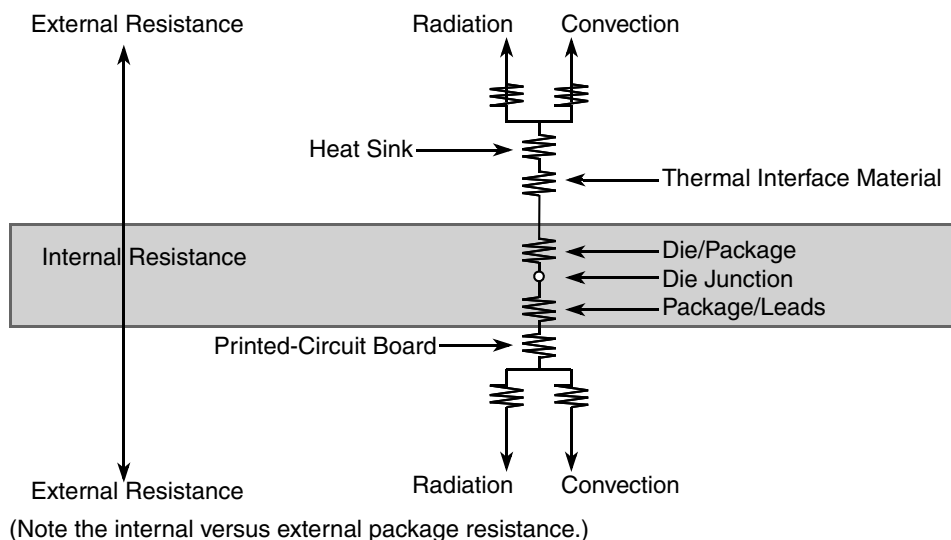 External Resistance
Radiation
Convection
Heat Sink
Thermal Interface Material
Internal Resistance
Die/Package
Die Junction
Package/Leads
Printed-Circuit Board
External Resistance
Radiation
Convection
(Note the internal versus external package resistance.)